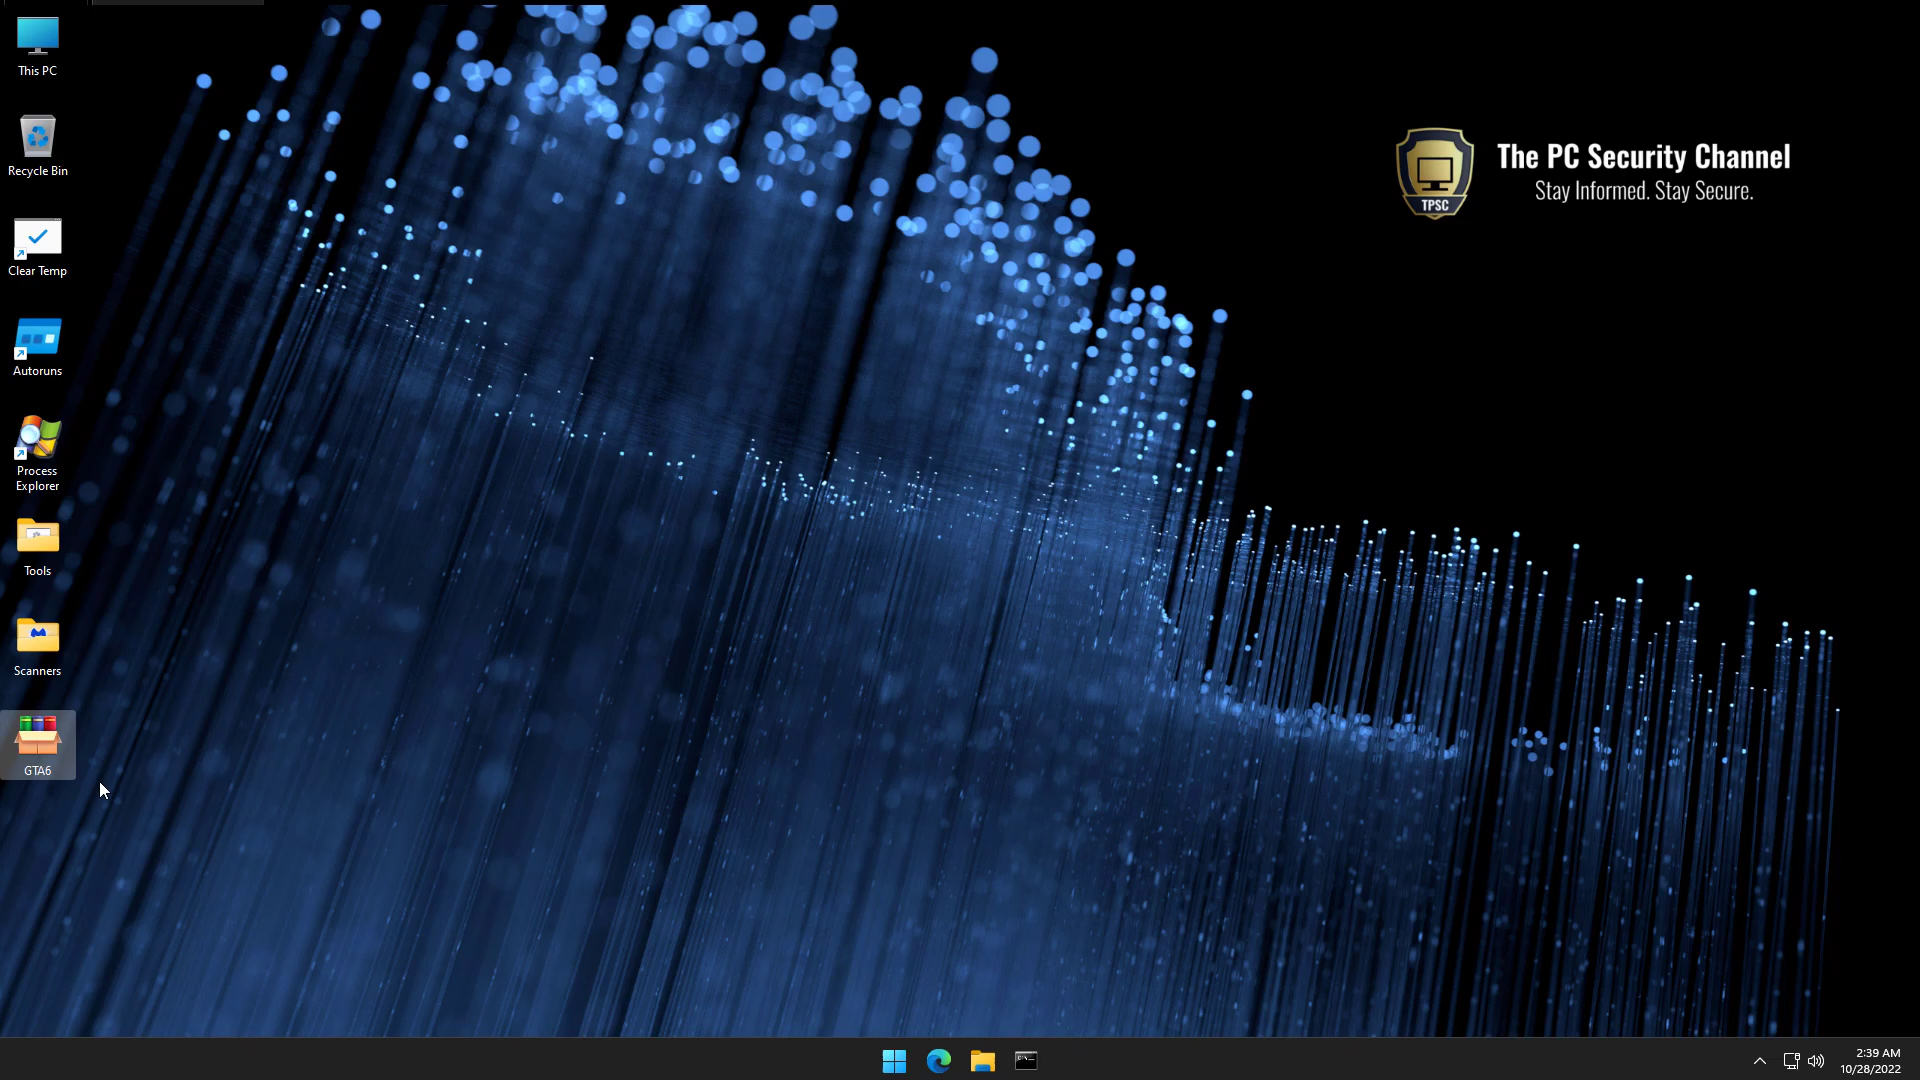 This PC
Recycle Bin
Clear Temp
Autoruns
Process
Explorer
Tools
Scanners
GTA6
The PC Security Channel
Stay Informed. Stay Secure.
TPSC
2:39 AM
10/28/2022